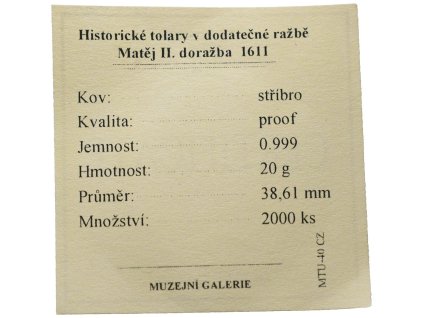 Historické tolary v dodatečné ražbě
Matěj II. doražba 1611
Kov: stříbro
Kvalita: proof
Jemnost: 0.999
Hmotnost: 20 g
Průměr: 38,61 mm
Množství: 2000 ks
MUZEJNÍ GALERIE
MTU-40 CZ